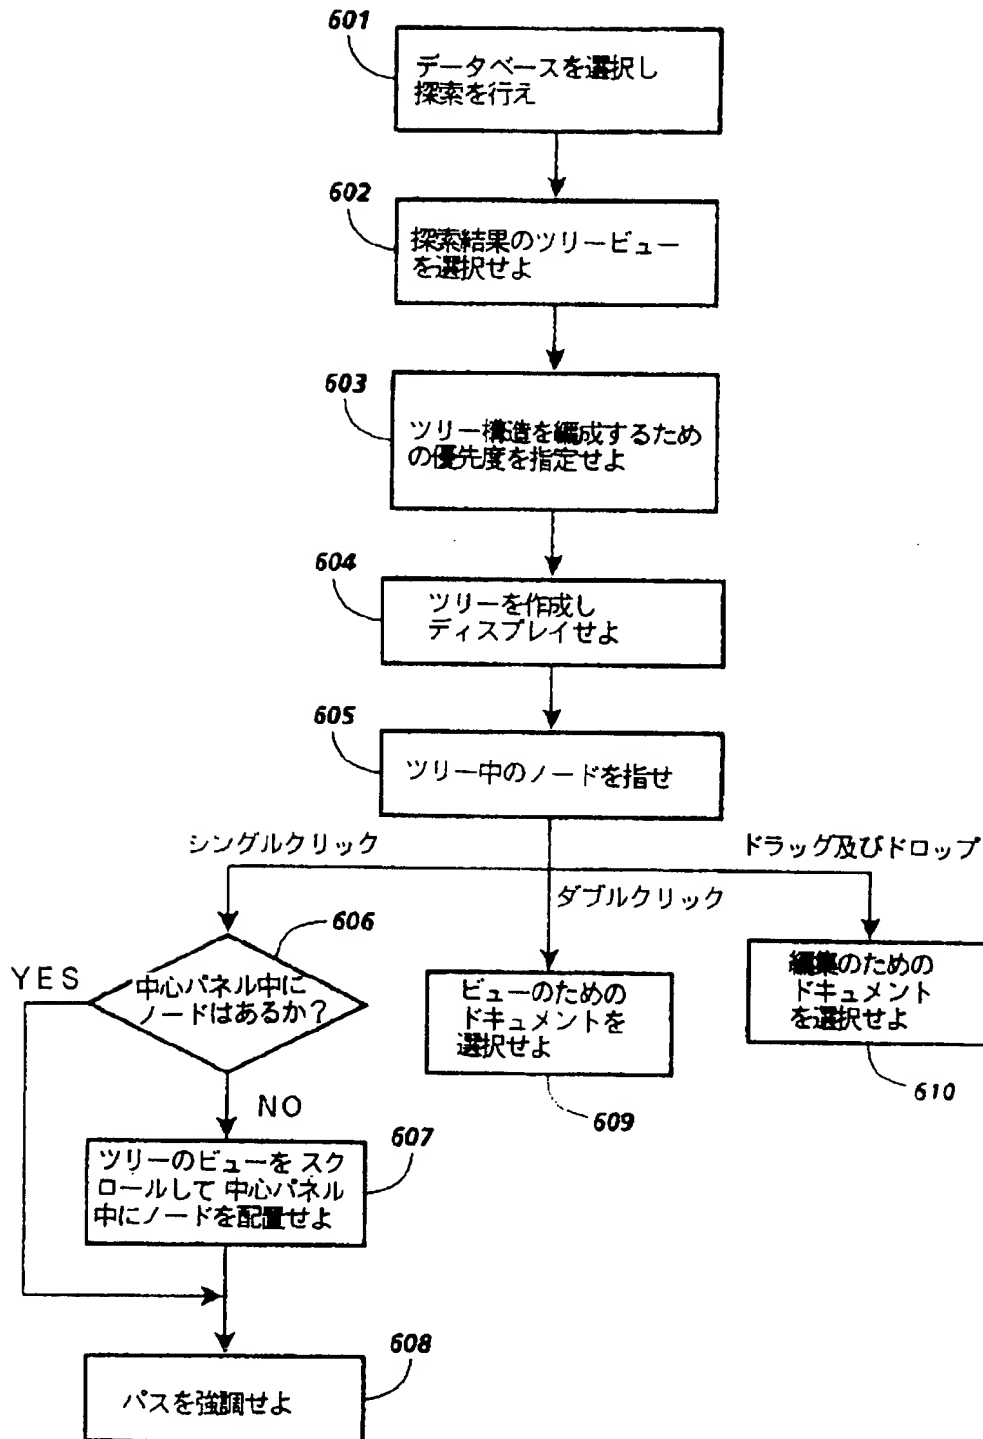 601
データベースを選択し
探索を行え
602
探索結果のツリービュー
を選択せよ
603
ツリー構造を編成するため
の優先度を指定せよ
604
ツリーを作成し
ディスプレイせよ
605
ツリー中のノードを指せ
シングルクリック
ダブルクリック
ドラッグ及びドロップ
606
YES
中心パネル中に
ノードはあるか?
NO
607
ツリーのビューを スク
ロールして 中心パネル
中にノードを配置せよ
608
パスを強調せよ
ビューのための
ドキュメントを
選択せよ
609
編集のための
ドキュメント
を選択せよ
610